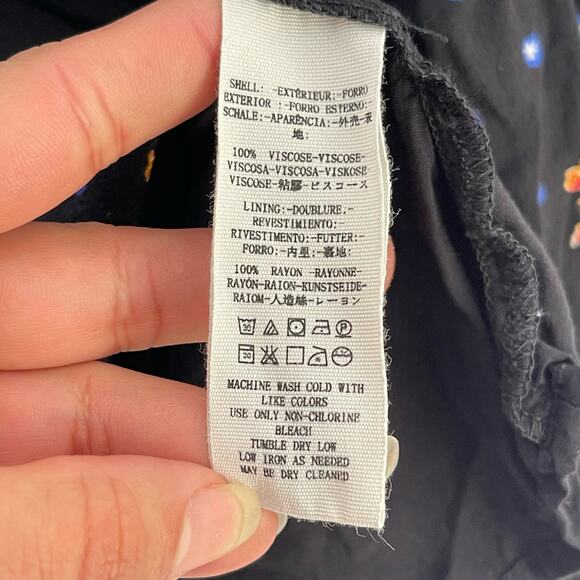 SHELL: -EXTÉRIEUR:-FORRO
EXTERIOR : -FORRO ESTERNO:
SCHALE:-APARÊNCIA:-外壳-表
地:
100% VISCOSE-VISCOSE-
VISCOSA-VISCOSA-VISKOSE
VISCOSE-粘膠-ビスコース
LINING:-DOUBLURE.-
REVESTIMIENTO:
RIVESTIMENTO:-FUTTER:-
FORRO:-内里:-裏地:
100% RAYON -RAYONNE-
RAYÓN-RAION-KUNSTSEIDE-
RAIOM-人造絲-レーヨン
30 P
30
MACHINE WASH COLD WITH
LIKE COLORS
USE ONLY NON-CHLORINE
BLEACH
TUMBLE DRY LOW
LOW IRON AS NEEDED
MAY BE DRY CLEANED